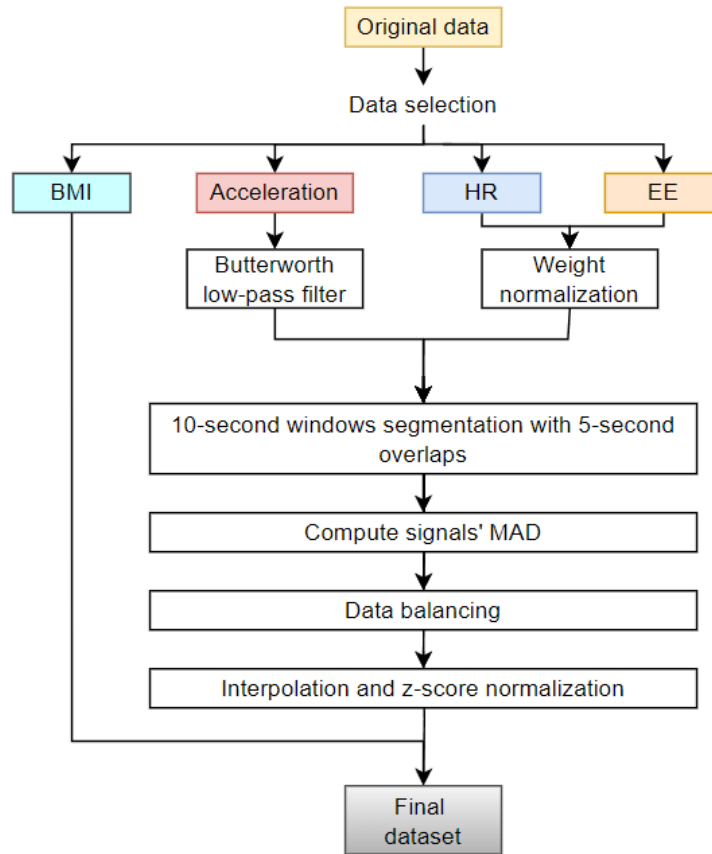 Original data
Data selection
BMI
Acceleration
HR
EE
Butterworth
low-pass filter
Weight
normalization
10-second windows segmentation with 5-second
overlaps
Compute signals' MAD
Data balancing
Interpolation and z-score normalization
Final
dataset